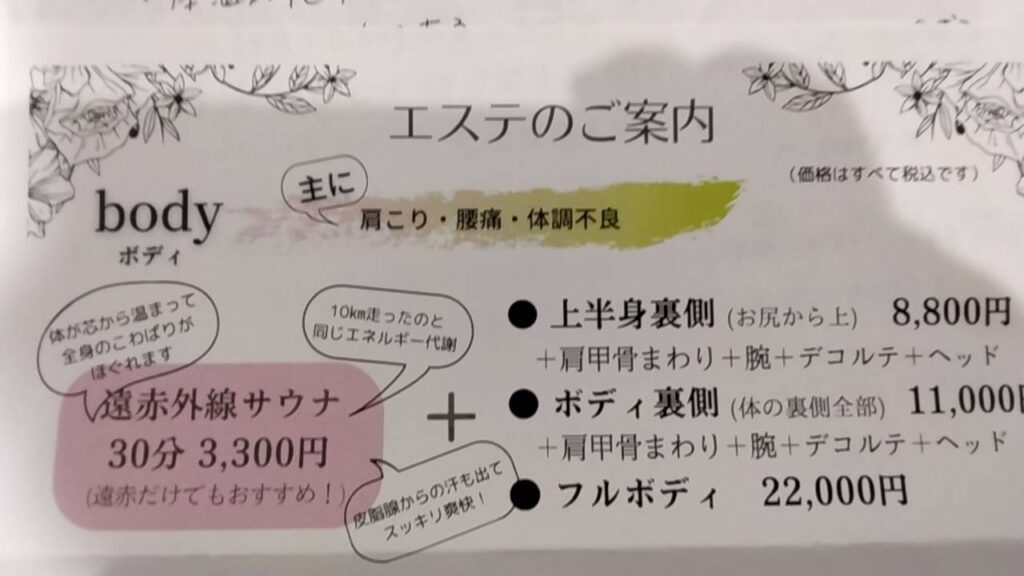 エステのご案内
(価格はすべて税込です)
body
ボディ
主に
肩こり・腰痛・体調不良
体が芯から温まって
全身のこわばりが
ほぐれます
10km走ったのと
同じエネルギー代謝
遠赤外線サウナ
30分 3,300円
(遠赤だけでもおすすめ!)
皮脂腺からの汗も出て
スッキリ爽快!
+
●上半身裏側 (お尻から上) 8,800円
+肩甲骨まわり+腕+デコルテ+ヘッド
●ボディ裏側 (体の裏側全部) 11,000円
+肩甲骨まわり+腕+デコルテ+ヘッド
●フルボディ 22,000円